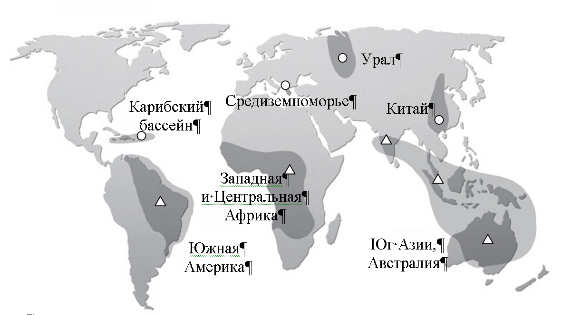 Урал¶
Средиземноморье¶
Карибский¶
бассейн¶
Китай¶
Западная¶
и·Центральная¶
Африка¶
Южная¶
Америка¶
Юг·Азии,¶
Австралия¶